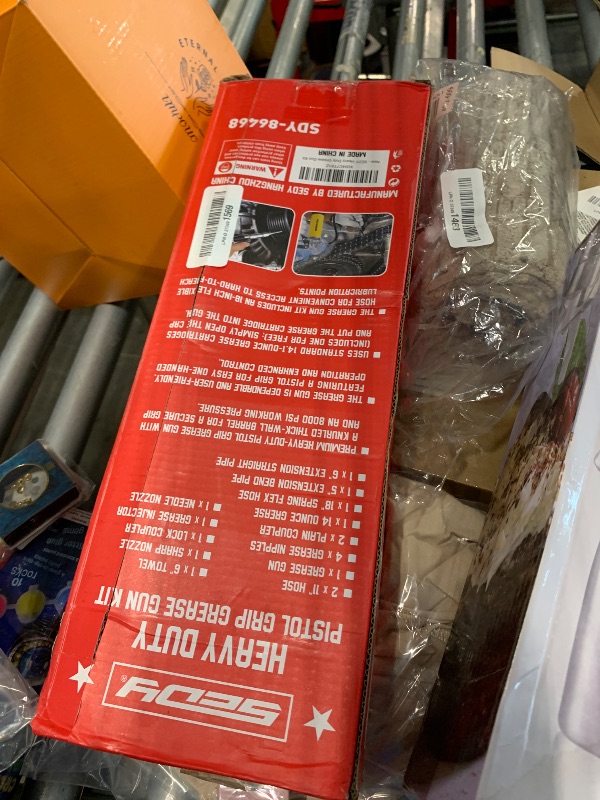 SEDY®
HEAVY DUTY
PISTOL GRIP GREASE GUN KIT
2 x 11" HOSE
1 x GREASE GUN
4 x GREASE NIPPLES
2 x PLAIN COUPLER
1 x 14 OUNCE GREASE
1 x 18" SPRING FLEX HOSE
1 x 5" EXTENSION BEND PIPE
1 x 6" EXTENSION STRAIGHT PIPE
1 x 6" TOWEL
1 x SHARP NOZZLE
1 x LOCK COUPLER
1 x GREASE INJECTOR
1 x NEEDLE NOZZLE
PREMIUM HEAVY-DUTY PISTOL GRIP GREASE GUN WITH
A KNURLED THICK-WALL BARREL FOR A SECURE GRIP
AND AN 8000 PSI WORKING PRESSURE.
THE GREASE GUN IS DEPENDABLE AND USER-FRIENDLY,
FEATURING A PISTOL GRIP FOR EASY ONE-HANDED
OPERATION AND ENHANCED CONTROL.
USES STANDARD 14.1-OUNCE GREASE CARTRIDGES
(INCLUDES ONE FOR FREE); SIMPLY OPEN THE CAP
AND PUT THE GREASE CARTRIDGE INTO THE GUN.
THE GREASE GUN KIT INCLUDES AN 18-INCH FLEXIBLE
HOSE FOR CONVENIENT ACCESS TO HARD-TO-REACH
LUBRICATION POINTS.
MANUFACTURED BY SEDY HANGZHOU CHINA
WARNING
MADE IN CHINA
SDY-86468
1569
14E3
ETERNAL
10
rocks